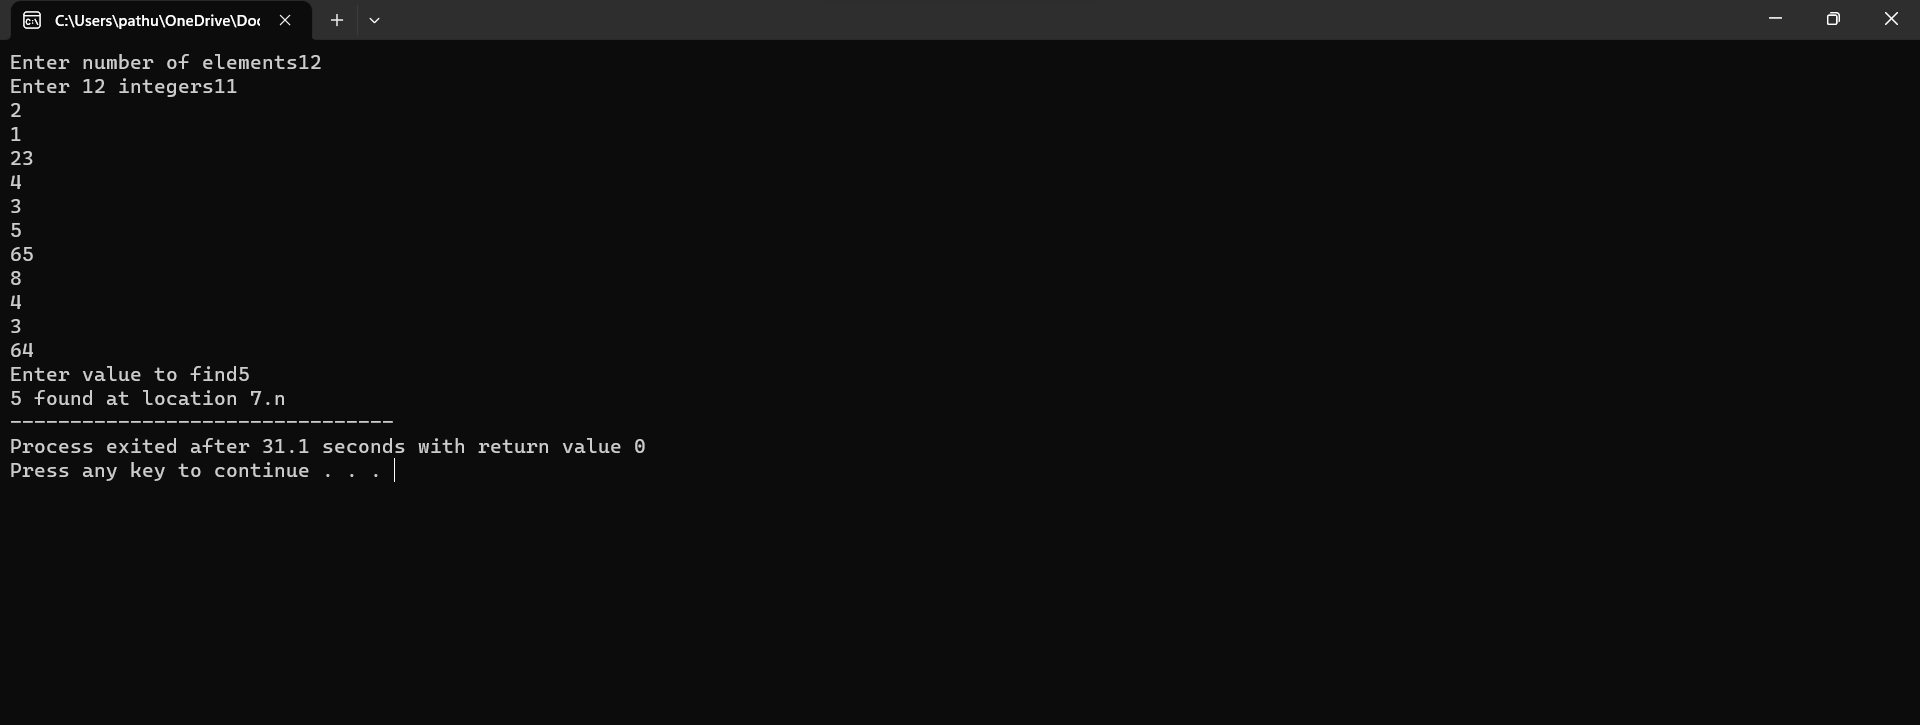 C:\Users\pathu\OneDrive\Doc
Enter number of elements12
Enter 12 integers11
2
1
23
4
3
5
65
8
4
3
64
Enter value to find5
5 found at location 7.n
--------------------------------
Process exited after 31.1 seconds with return value 0
Press any key to continue . . .